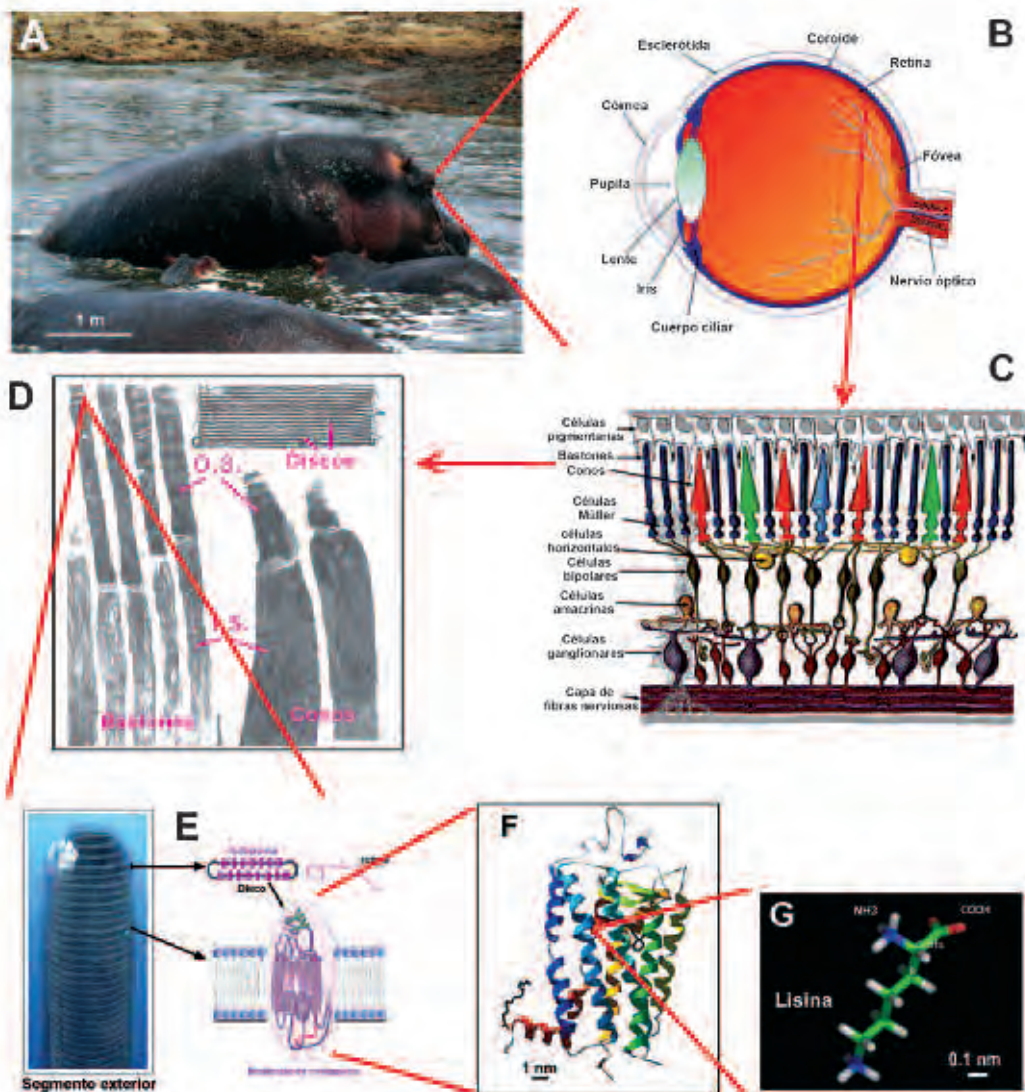 A
1 m
B
Esclerótida
Coroide
Retina
Córnea
Fóvea
Pupila
Lente
Iris
Nervio óptico
Cuerpo ciliar
C
Células
pigmentarias
Bastones
Conos
Células
Müller
células
horizontales
Células
bipolares
Células
amacrinas
Células
ganglionares
Capa de
fibras nerviosas
D
Discos
O.S.
Bastones
Conos
E
Disco
Segmento exterior
F
1 nm
G
NH3
COOH
Lisina
0.1 nm